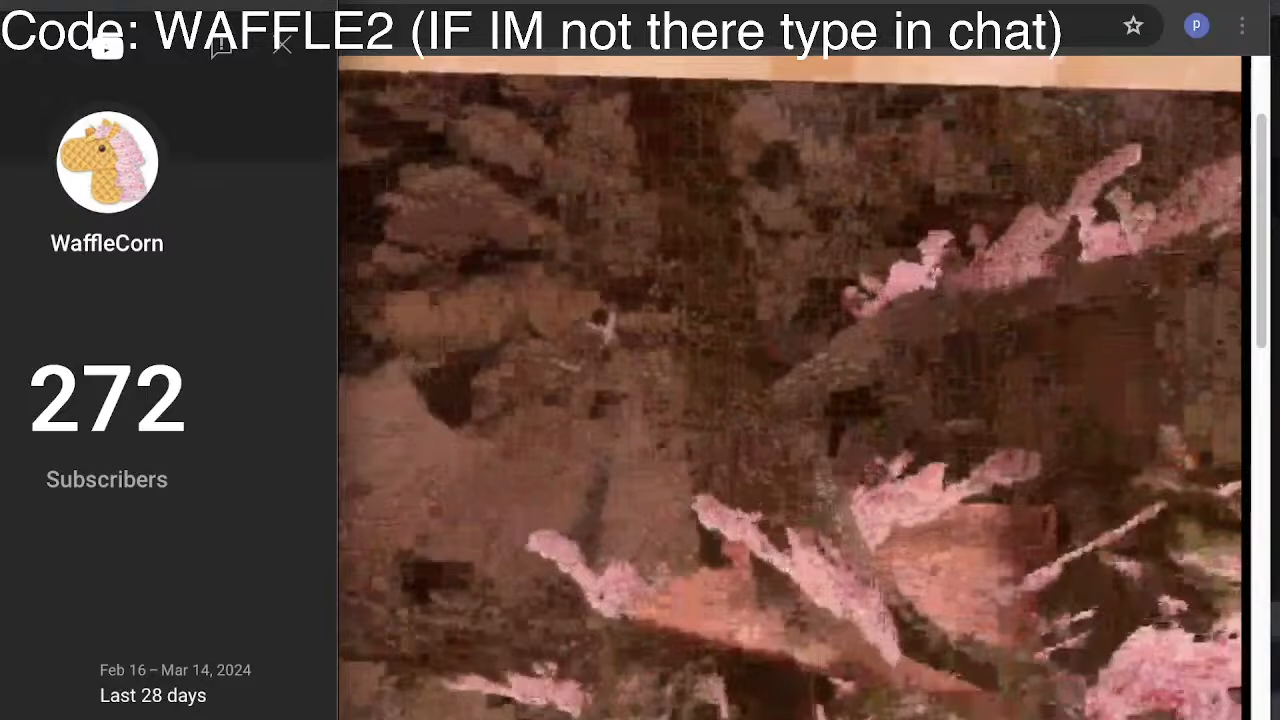 Code: WAFFLE2 (IF IM not there type in chat)
p
WaffleCorn
272
Subscribers
Feb 16 – Mar 14, 2024
Last 28 days